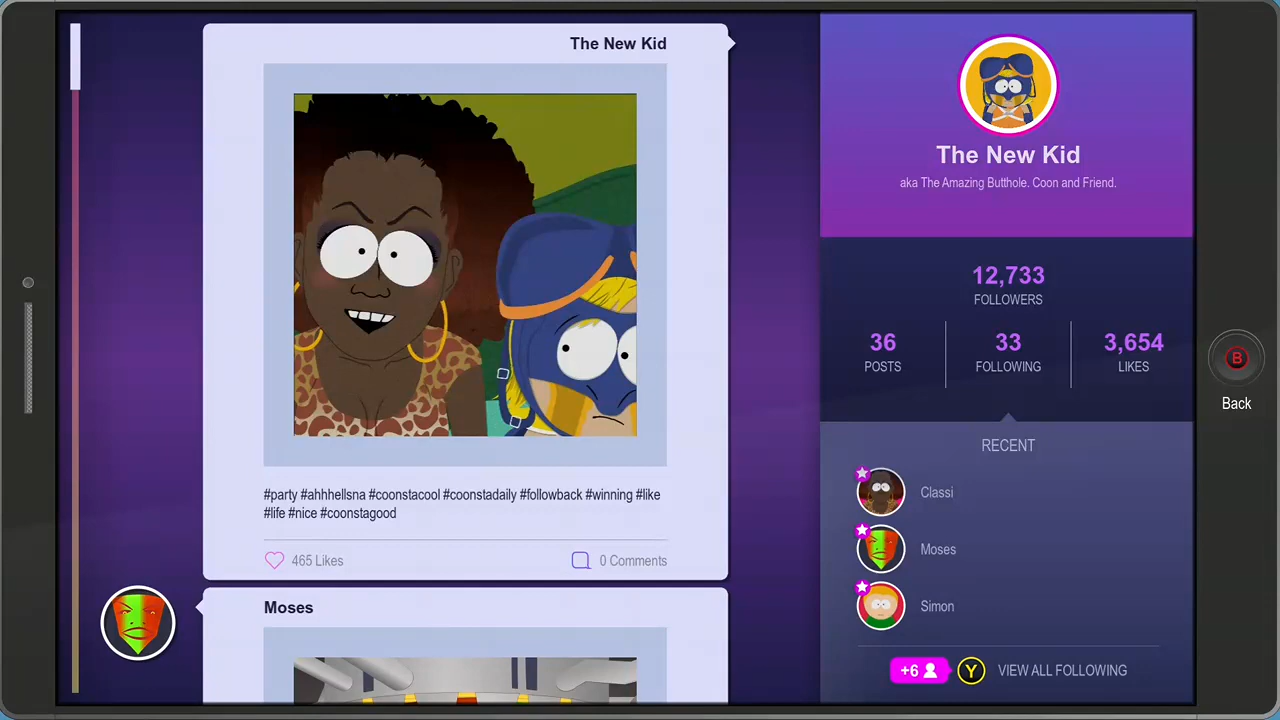 The New Kid
#party #ahhhellsna #coonstacool #coonstadaily #followback #winning #like
#life #nice #coonstagood
465 Likes
0 Comments
Moses
The New Kid
aka The Amazing Butthole. Coon and Friend.
12,733
FOLLOWERS
36
POSTS
33
FOLLOWING
3,654
LIKES
RECENT
Classi
Moses
Simon
+6
Y
VIEW ALL FOLLOWING
B
Back